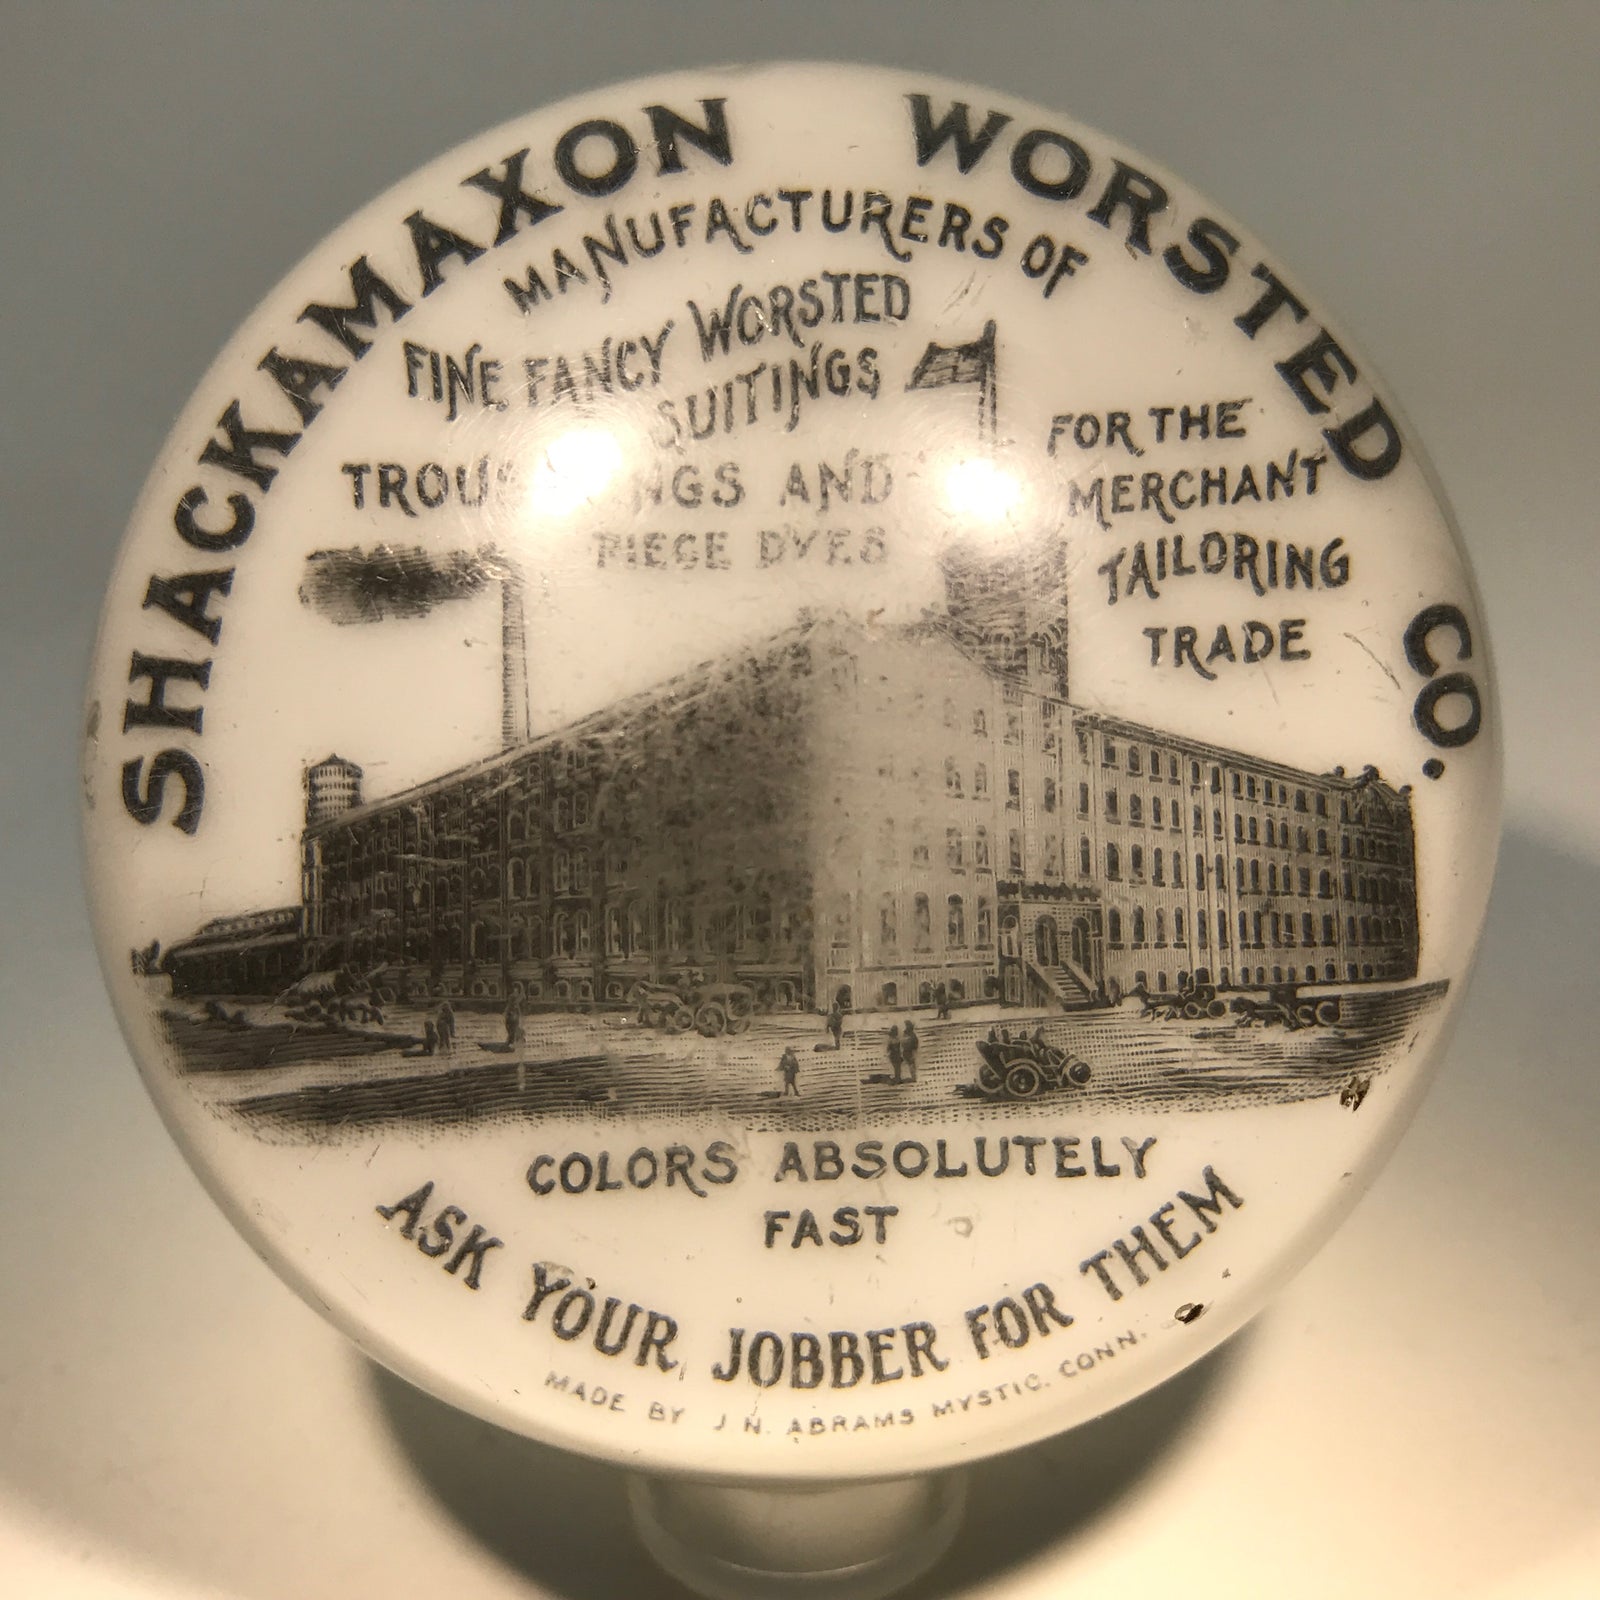 SHACKAMAXON WORSTED CO.
MANUFACTURERS OF
FINE FANCY WORSTED
SUITINGS
AND
PIECE DYES
FOR THE
MERCHANT
TAILORING
TRADE
COLORS ABSOLUTELY
FAST
ASK YOUR JOBBER FOR THEM
MADE BY J. N. ABRAMS MYSTIC, CONN.